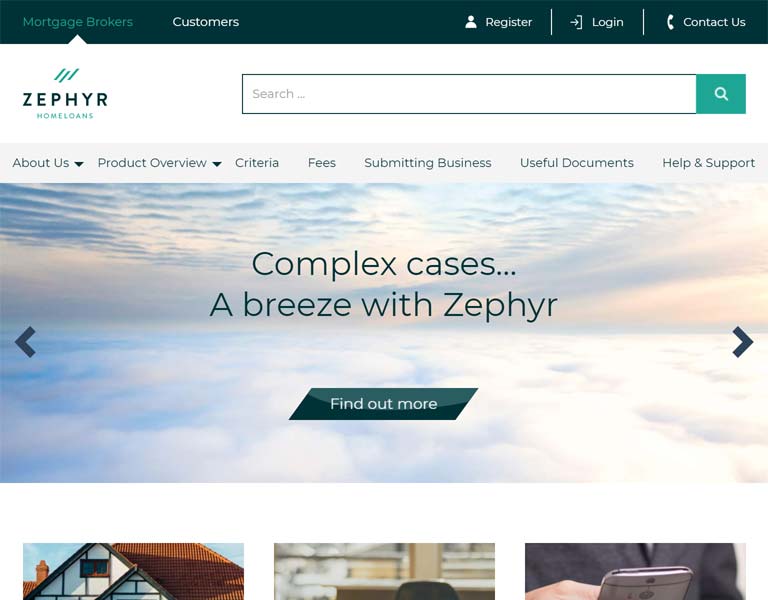 Mortgage Brokers
Customers
Register
Login
Contact Us
ZEPHYR
HOMELOANS
Search ...
About Us
Product Overview
Criteria
Fees
Submitting Business
Useful Documents
Help & Support
Complex cases...
A breeze with Zephyr
Find out more